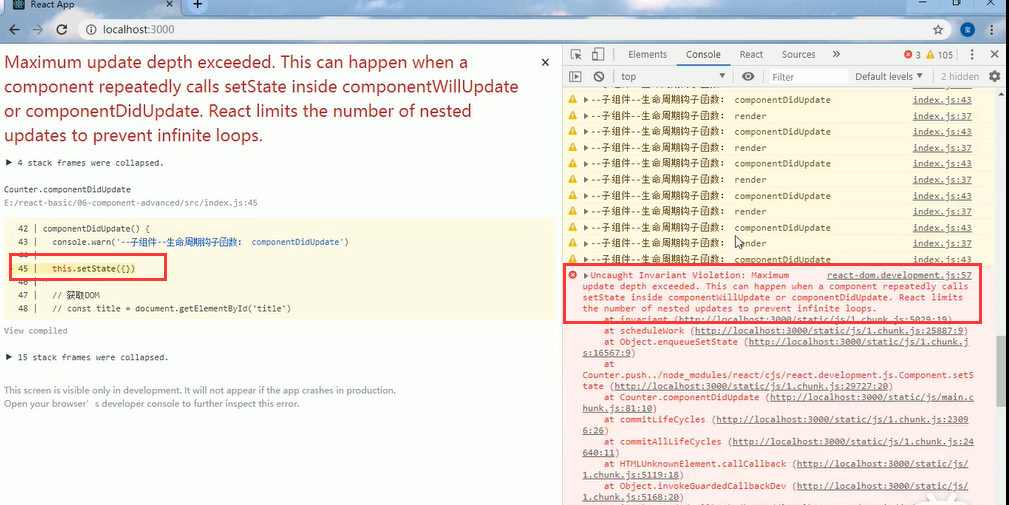 React App
localhost:3000
Maximum update depth exceeded. This can happen when a
component repeatedly calls setState inside componentWillUpdate
or componentDidUpdate. React limits the number of nested
updates to prevent infinite loops.
▶ 4 stack frames were collapsed.
Counter.componentDidUpdate
E:/react-basic/06-component-advanced/src/index.js:45
42 | componentDidUpdate() {
43 | console.warn('--子组件--生命周期钩子函数: componentDidUpdate')
44
45 | this.setState({})
46
47 | // 获取DOM
48 | // const title = document.getElementById('title')
View compiled
▶ 15 stack frames were collapsed.
This screen is visible only in development. It will not appear if the app crashes in production.
Open your browser's developer console to further inspect this error.
Elements Console React Sources » 3 105
top Filter Default levels ▼ 2 hidden
--子组件--生命周期钩子函数: componentDidUpdate index.js:43
--子组件--生命周期钩子函数: render index.js:37
--子组件--生命周期钩子函数: componentDidUpdate index.js:43
--子组件--生命周期钩子函数: render index.js:37
--子组件--生命周期钩子函数: componentDidUpdate index.js:43
--子组件--生命周期钩子函数: render index.js:37
--子组件--生命周期钩子函数: componentDidUpdate index.js:43
--子组件--生命周期钩子函数: render index.js:37
--子组件--生命周期钩子函数: componentDidUpdate index.js:43
--子组件--生命周期钩子函数: render index.js:37
--子组件--生命周期钩子函数: componentDidUpdate index.js:43
Uncaught Invariant Violation: Maximum react-dom.development.js:57
update depth exceeded. This can happen when a component repeatedly calls
setState inside componentWillUpdate or componentDidUpdate. React limits
the number of nested updates to prevent infinite loops.
at invariant (http://localhost:3000/static/js/1.chunk.js:5029:19)
at scheduleWork (http://localhost:3000/static/js/1.chunk.js:25887:9)
at Object.enqueueSetState (http://localhost:3000/static/js/1.chunk.j
s:16567:9)
at
Counter.push../node_modules/react/cjs/react.development.js.Component.setS
tate (http://localhost:3000/static/js/1.chunk.js:29727:20)
at Counter.componentDidUpdate (http://localhost:3000/static/js/main.c
hunk.js:81:10)
at commitLifeCycles (http://localhost:3000/static/js/1.chunk.js:2309
6:26)
at commitAllLifeCycles (http://localhost:3000/static/js/1.chunk.js:24
640:11)
at HTMLUnknownElement.callCallback (http://localhost:3000/static/js/
1.chunk.js:5119:18)
at Object.invokeGuardedCallbackDev (http://localhost:3000/static/js/
1.chunk.js:5168:20)